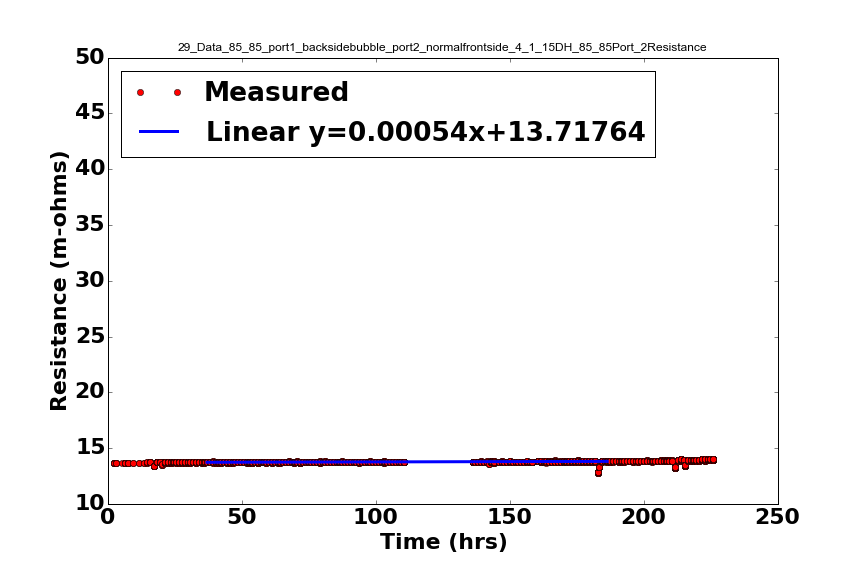 29_Data_85_85_port1_backsidebubble_port2_normalfrontside_4_1_15DH_85_85Port_2Resistance
50
45
40
35
30
25
20
15
10
Measured
Linear y=0.00054x+13.71764
Resistance (m-ohms)
0 50 100 150 200 250
Time (hrs)